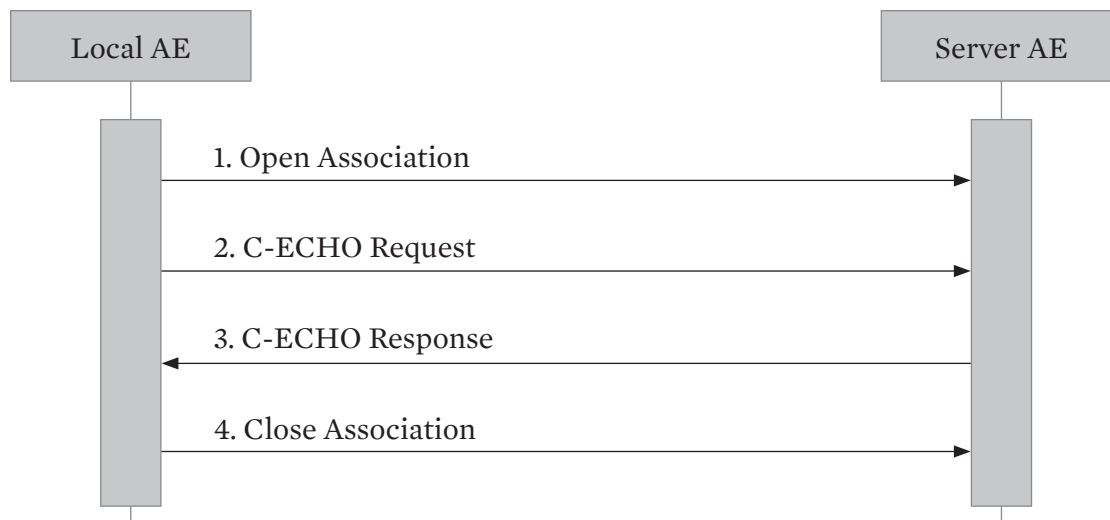 Local AE
Server AE
1. Open Association
2. C-ECHO Request
3. C-ECHO Response
4. Close Association